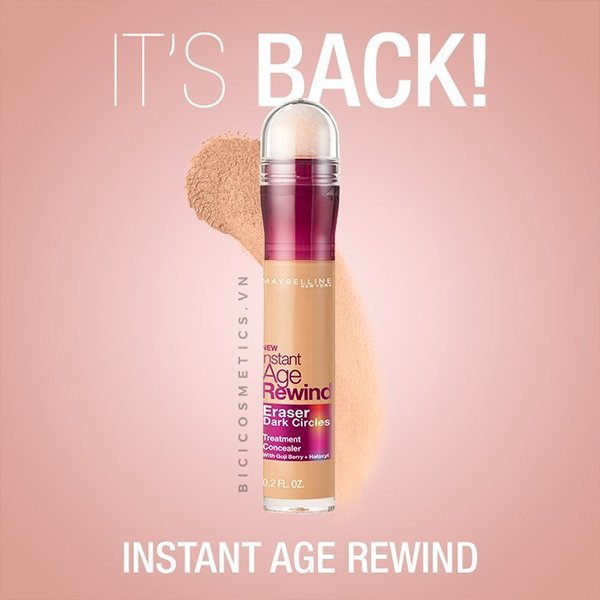 IT'S BACK!
MAYBELLINE
NEW YORK
BICICOSMETICS.VN
NEW
Instant
Age
Rewind
Eraser
Dark Circles
Treatment
Concealer
With Goji Berry + Haloxyl
0.2 FL. OZ.
INSTANT AGE REWIND